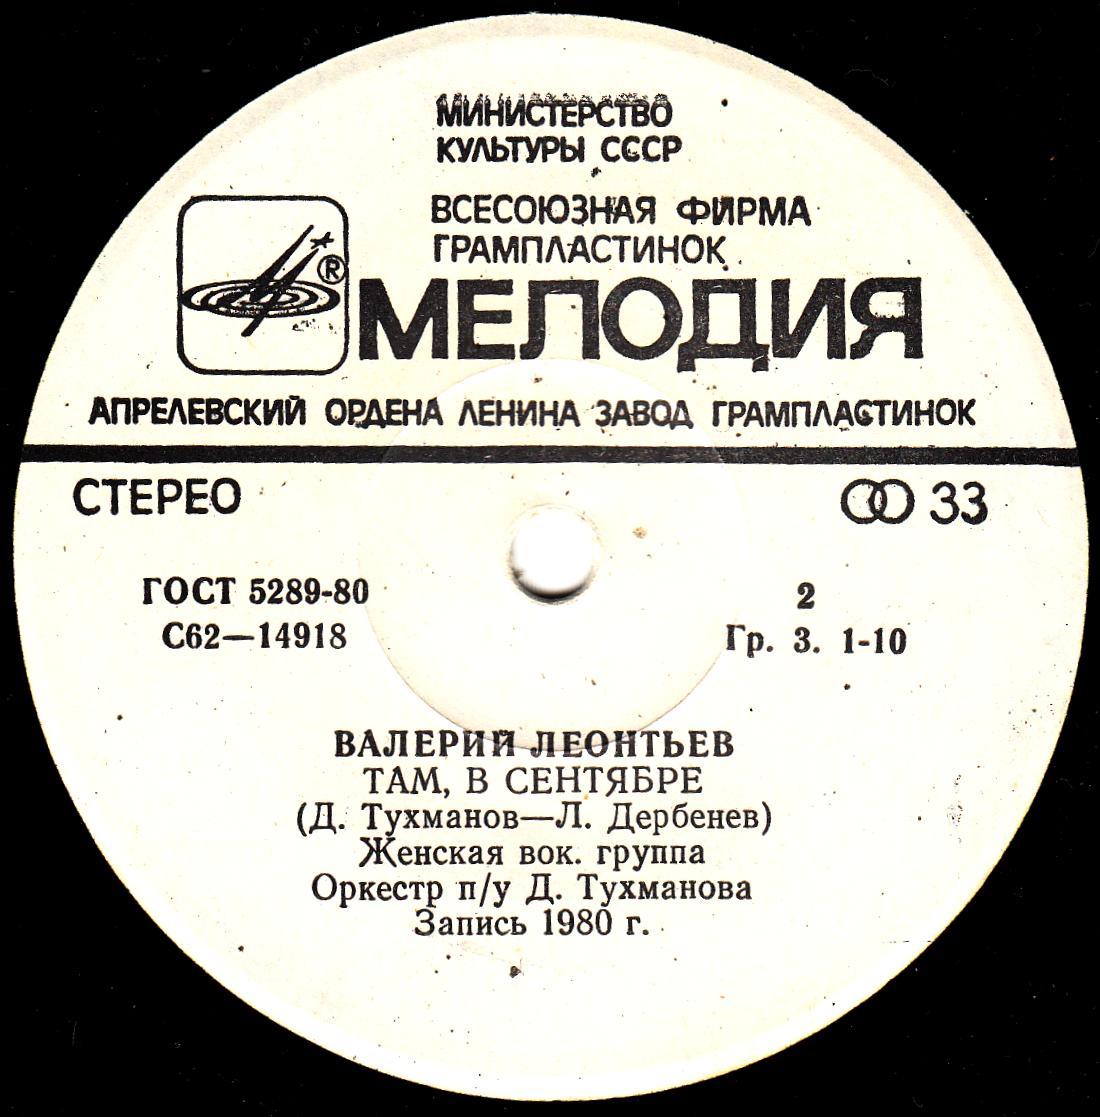 МИНИСТЕРСТВО
КУЛЬТУРЫ СССР
ВСЕСОЮЗНАЯ ФИРМА
ГРАМПЛАСТИНОК
®
МЕЛОДИЯ
АПРЕЛЕВСКИЙ ОРДЕНА ЛЕНИНА ЗАВОД ГРАМПЛАСТИНОК
СТЕРЕО
33
ГОСТ 5289-80
2
С62—14918
Гр. 3. 1-10
ВАЛЕРИЙ ЛЕОНТЬЕВ
ТАМ, В СЕНТЯБРЕ
(Д. Тухманов—Л. Дербенев)
Женская вок. группа
Оркестр п/у Д. Тухманова
Запись 1980 г.